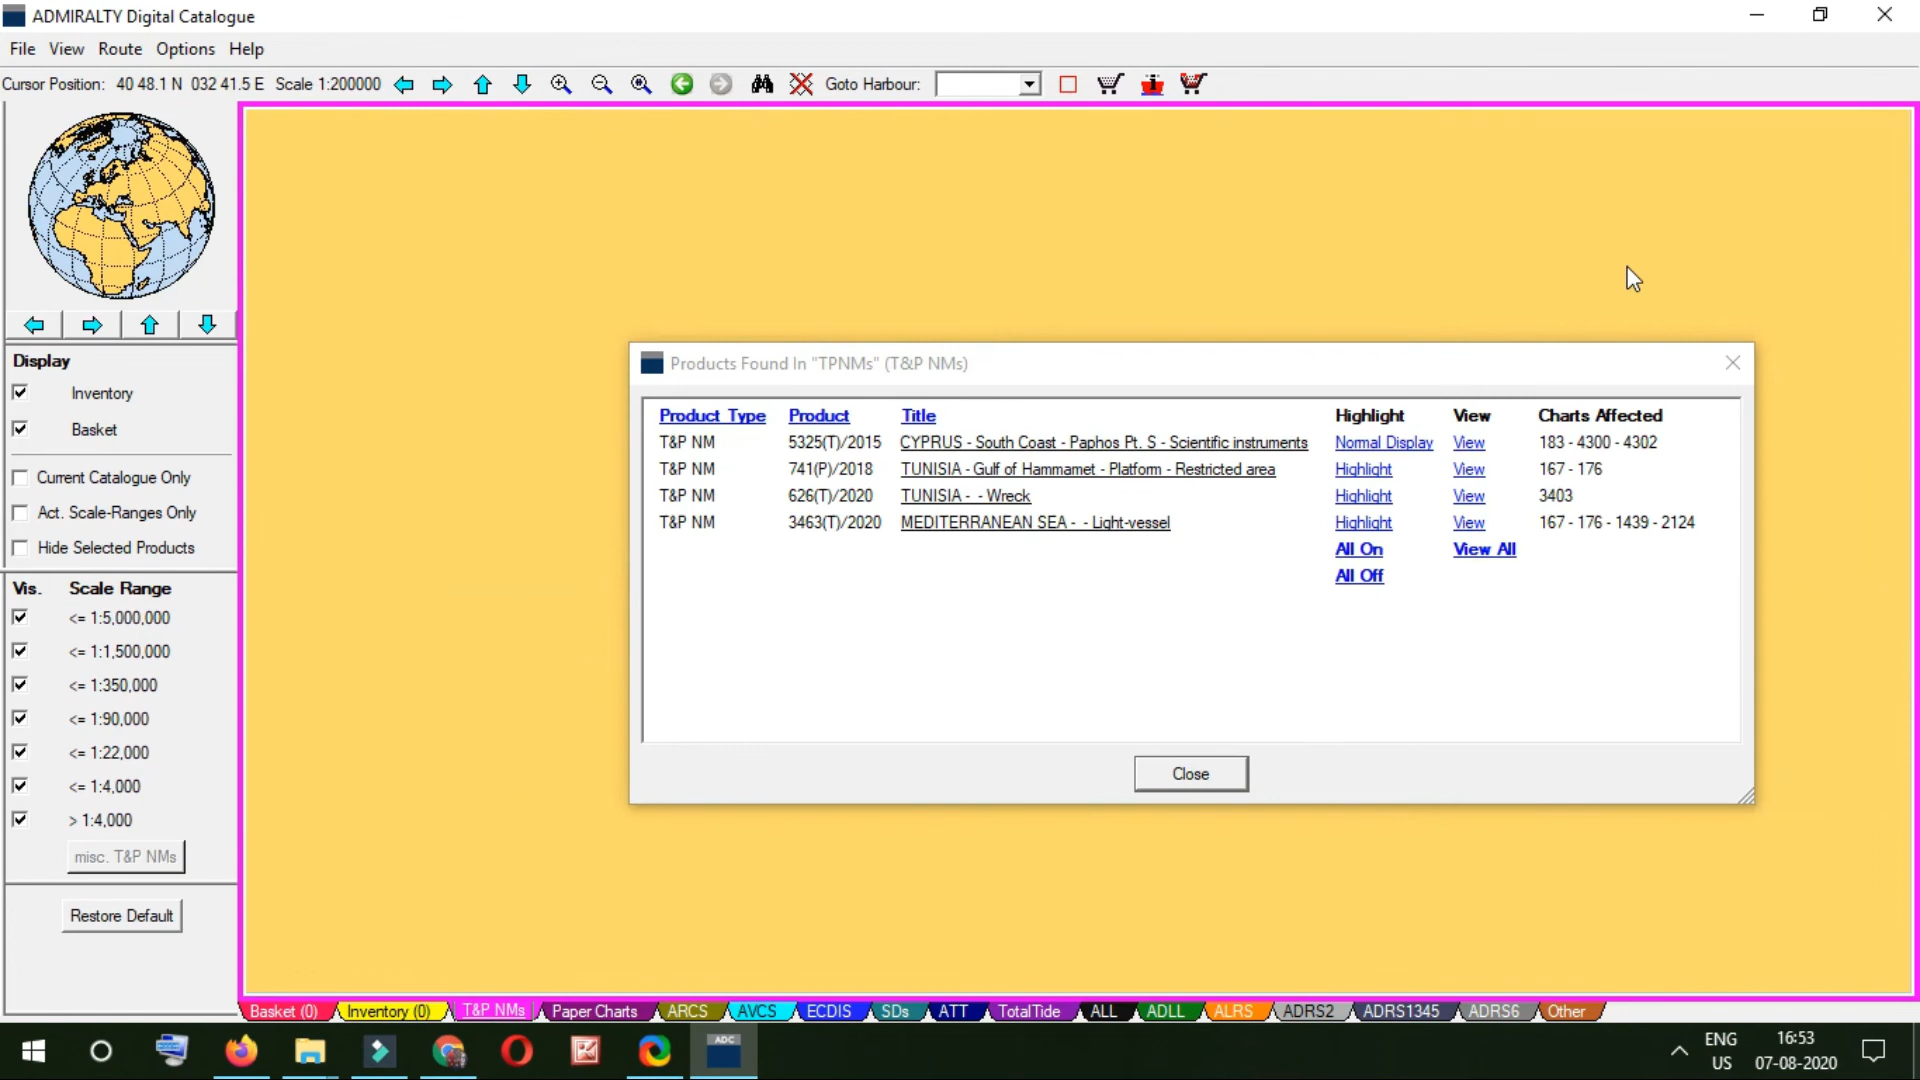 ADMIRALTY Digital Catalogue
File View Route Options Help
Cursor Position: 40 48.1 N 032 41.5 E Scale 1:200000 Goto Harbour:
Display
Inventory
Basket
Current Catalogue Only
Act. Scale-Ranges Only
Hide Selected Products
Vis. Scale Range
<= 1:5,000,000
<= 1:1,500,000
<= 1:350,000
<= 1:90,000
<= 1:22,000
<= 1:4,000
> 1:4,000
misc. T&P NMs
Restore Default
Products Found In "TPNMs" (T&P NMs)
Product Type Product Title Highlight View Charts Affected
T&P NM 5325(T)/2015 CYPRUS - South Coast - Paphos Pt. S - Scientific instruments Normal Display View 183 - 4300 - 4302
T&P NM 741(P)/2018 TUNISIA - Gulf of Hammamet - Platform - Restricted area Highlight View 167 - 176
T&P NM 626(T)/2020 TUNISIA - - Wreck Highlight View 3403
T&P NM 3463(T)/2020 MEDITERRANEAN SEA - - Light-vessel Highlight View 167 - 176 - 1439 - 2124
All On View All
All Off
Close
Basket (0) Inventory (0) T&P NMs Paper Charts ARCS AVCS ECDIS SDs ATT TotalTide ALL ADLL ALRS ADRS2 ADRS1345 ADRS6 Other
ADC
ENG 16:53
US 07-08-2020